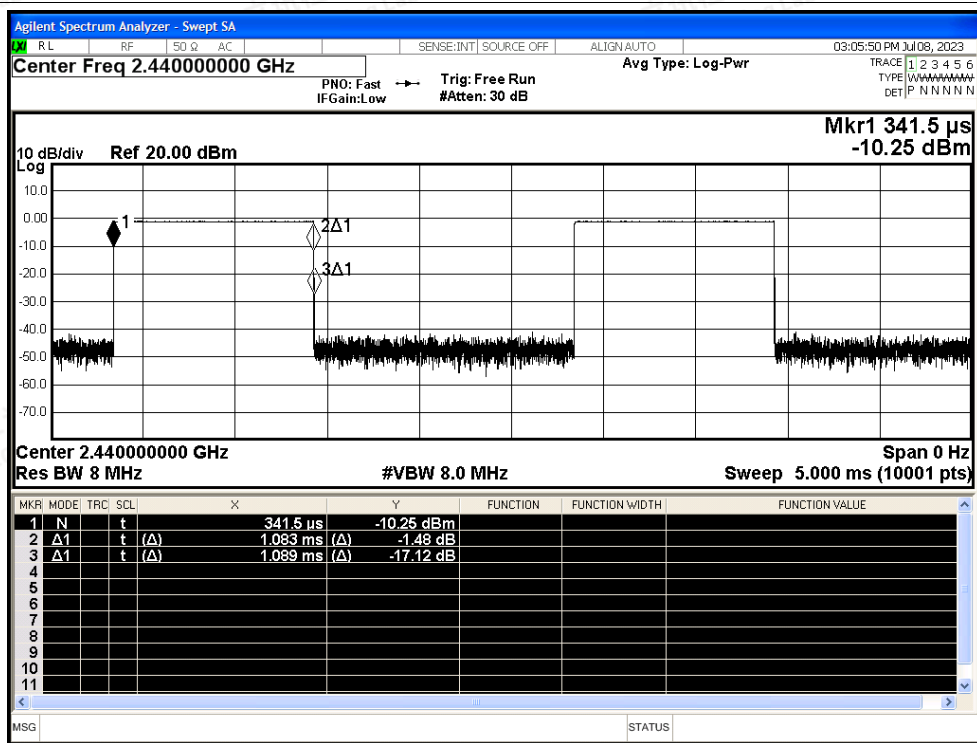 Agilent Spectrum Analyzer - Swept SA
LXI RL RF 50 Ω AC SENSE:INT SOURCE OFF ALIGN AUTO 03:05:50 PM Jul 08, 2023
Center Freq 2.440000000 GHz
PNO: Fast
IFGain:Low
Trig: Free Run
#Atten: 30 dB
Avg Type: Log-Pwr
TRACE 1 2 3 4 5 6
TYPE W
DET P N N N N N
Mkr1 341.5 µs
-10.25 dBm
10 dB/div Ref 20.00 dBm
Log
10.0
0.00
-10.0
-20.0
-30.0
-40.0
-50.0
-60.0
-70.0
1
2Δ1
3Δ1
Center 2.440000000 GHz Span 0 Hz
Res BW 8 MHz #VBW 8.0 MHz Sweep 5.000 ms (10001 pts)
MKR MODE TRC SCL X Y FUNCTION FUNCTION WIDTH FUNCTION VALUE
1 N t 341.5 µs -10.25 dBm
2 Δ1 t (Δ) 1.083 ms (Δ) -1.48 dB
3 Δ1 t (Δ) 1.089 ms (Δ) -17.12 dB
4
5
6
7
8
9
10
11
MSG STATUS